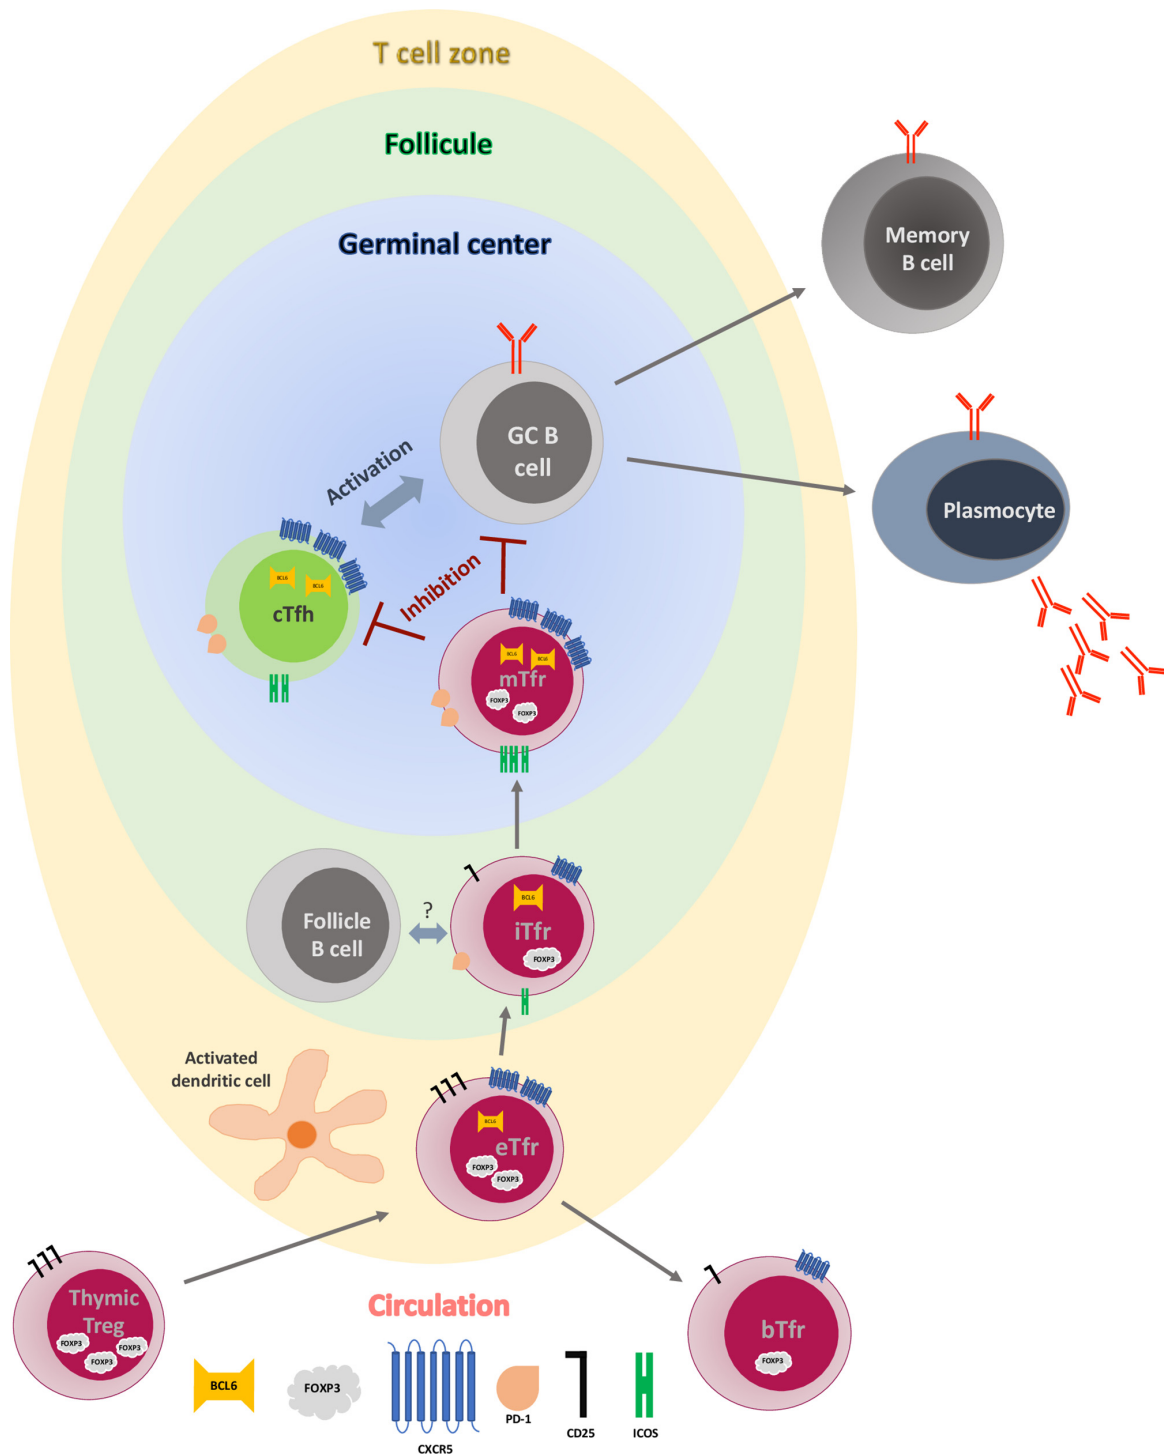 T cell zone
Follicule
Germinal center
Memory
B cell
GC B
cell
Activation
Plasmocyte
BCL6
BCL6
cTfh
Inhibition
BCL6
BCL6
mTfr
FOXP3
FOXP3
Follicle
B cell
?
BCL6
iTfr
FOXP3
Activated
dendritic cell
BCL6
eTfr
FOXP3
FOXP3
Thymic
Treg
FOXP3
FOXP3
FOXP3
Circulation
bTfr
FOXP3
BCL6
FOXP3
CXCR5
PD-1
CD25
ICOS